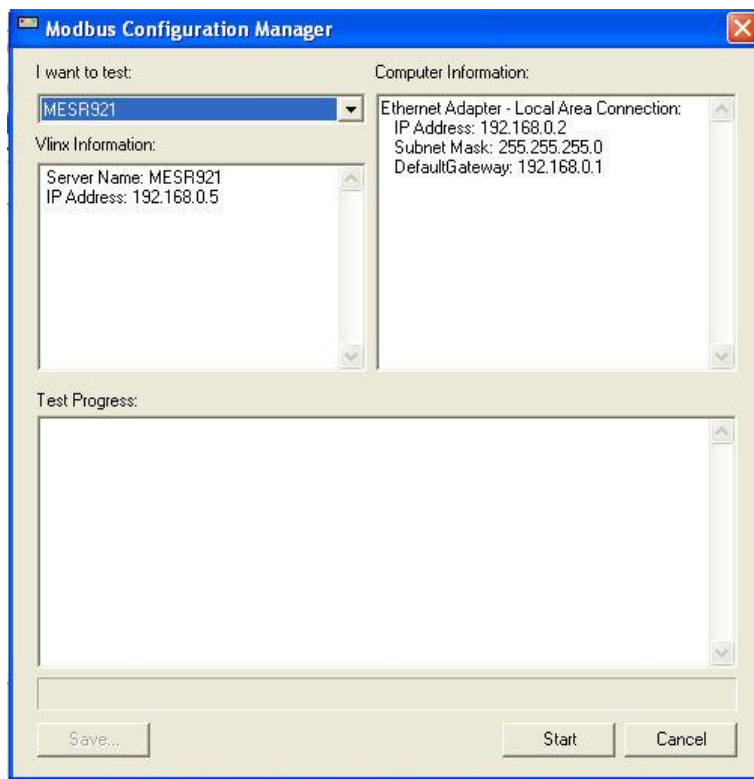 Modbus Configuration Manager
I want to test:
MESR921
Vlinx Information:
Server Name: MESR921
IP Address: 192.168.0.5
Computer Information:
Ethernet Adapter - Local Area Connection:
IP Address: 192.168.0.2
Subnet Mask: 255.255.255.0
DefaultGateway: 192.168.0.1
Test Progress:
Save...
Start
Cancel